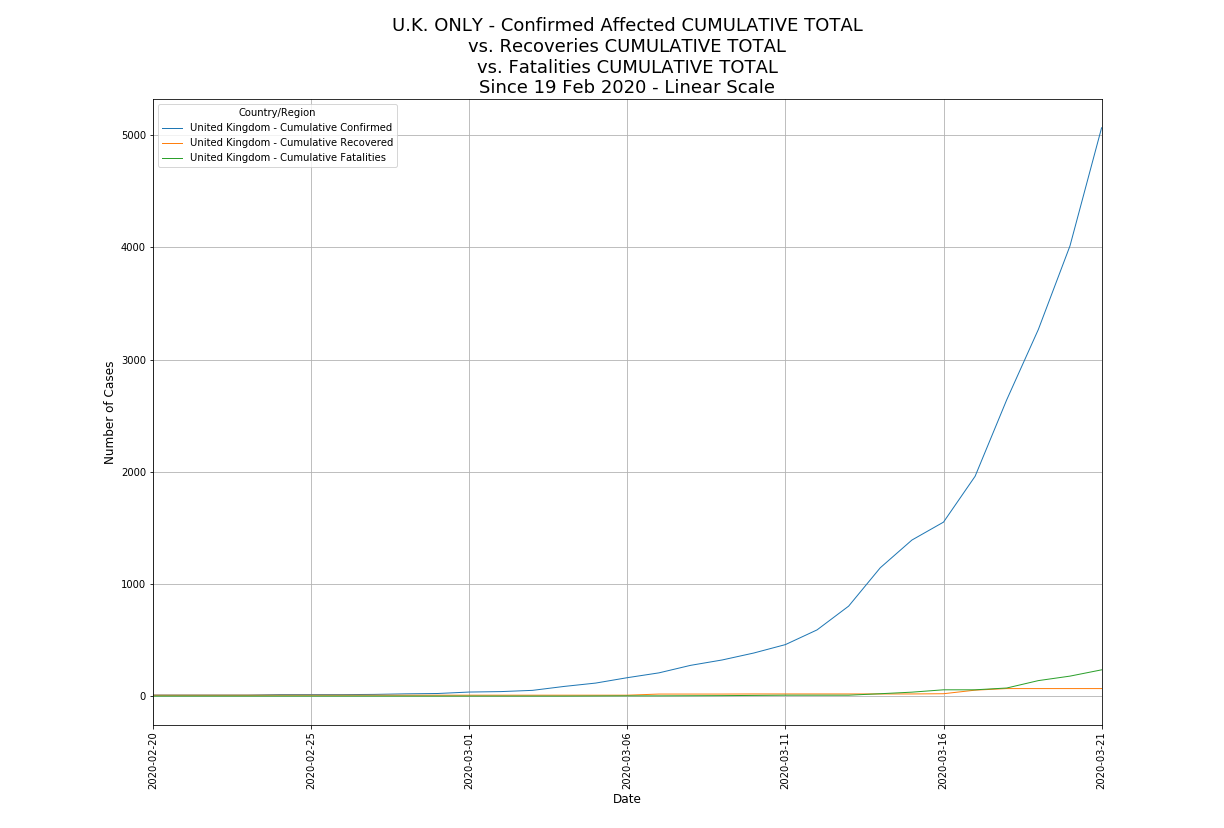 U.K. ONLY - Confirmed Affected CUMULATIVE TOTAL
vs. Recoveries CUMULATIVE TOTAL
vs. Fatalities CUMULATIVE TOTAL
Since 19 Feb 2020 - Linear Scale
Country/Region
United Kingdom - Cumulative Confirmed
United Kingdom - Cumulative Recovered
United Kingdom - Cumulative Fatalities
Number of Cases
5000
4000
3000
2000
1000
0
2020-02-20
2020-02-25
2020-03-01
2020-03-06
2020-03-11
2020-03-16
2020-03-21
Date